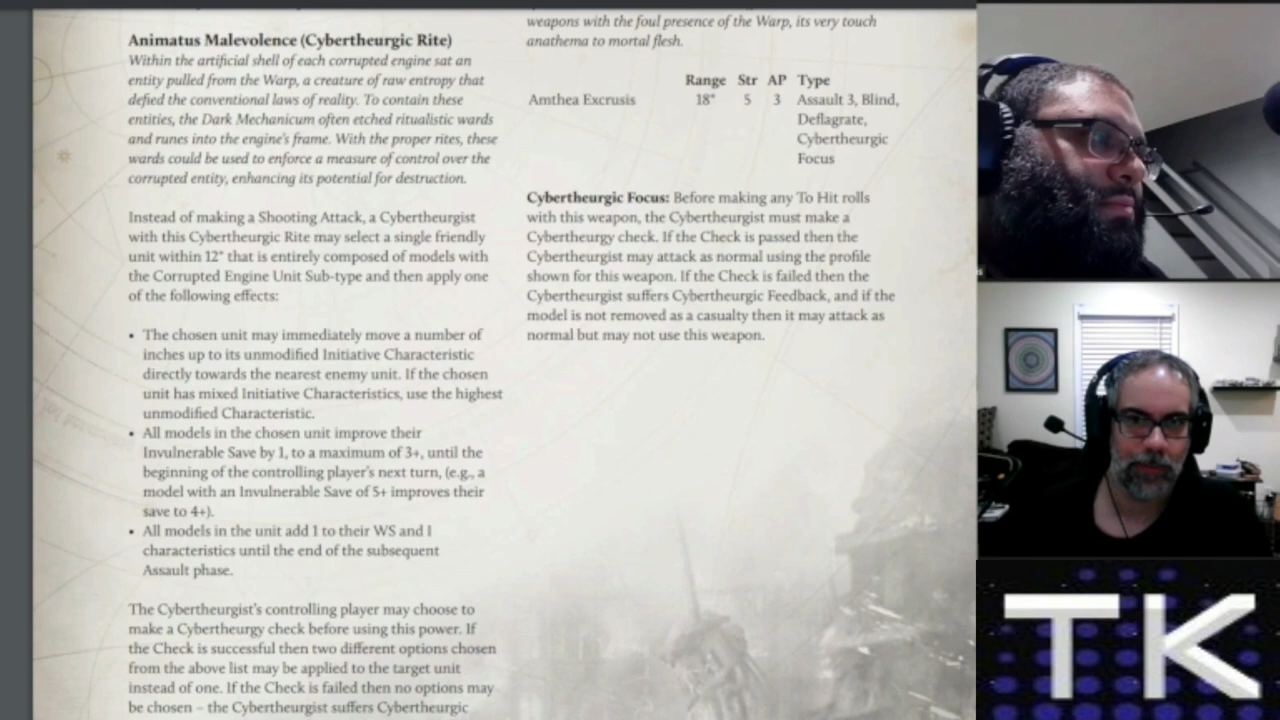 Animatus Malevolence (Cybertheurgic Rite)
Within the artificial shell of each corrupted engine sat an
entity pulled from the Warp, a creature of raw entropy that
defied the conventional laws of reality. To contain these
entities, the Dark Mechanicum often etched ritualistic wards
and runes into the engine's frame. With the proper rites, these
wards could be used to enforce a measure of control over the
corrupted entity, enhancing its potential for destruction.
Instead of making a Shooting Attack, a Cybertheurgist
with this Cybertheurgic Rite may select a single friendly
unit within 12" that is entirely composed of models with
the Corrupted Engine Unit Sub-type and then apply one
of the following effects:
• The chosen unit may immediately move a number of
inches up to its unmodified Initiative Characteristic
directly towards the nearest enemy unit. If the chosen
unit has mixed Initiative Characteristics, use the highest
unmodified Characteristic.
• All models in the chosen unit improve their
Invulnerable Save by 1, to a maximum of 3+, until the
beginning of the controlling player's next turn, (e.g., a
model with an Invulnerable Save of 5+ improves their
save to 4+).
• All models in the unit add 1 to their WS and I
characteristics until the end of the subsequent
Assault phase.
The Cybertheurgist's controlling player may choose to
make a Cybertheurgy check before using this power. If
the Check is successful then two different options chosen
from the above list may be applied to the target unit
instead of one. If the Check is failed then no options may
be chosen – the Cybertheurgist suffers Cybertheurgic
weapons with the foul presence of the Warp, its very touch
anathema to mortal flesh.
Range Str AP Type
Amthea Excrusis 18" 5 3 Assault 3, Blind,
Deflagrate,
Cybertheurgic
Focus
Cybertheurgic Focus: Before making any To Hit rolls
with this weapon, the Cybertheurgist must make a
Cybertheurgy check. If the Check is passed then the
Cybertheurgist may attack as normal using the profile
shown for this weapon. If the Check is failed then the
Cybertheurgist suffers Cybertheurgic Feedback, and if the
model is not removed as a casualty then it may attack as
normal but may not use this weapon.
TK